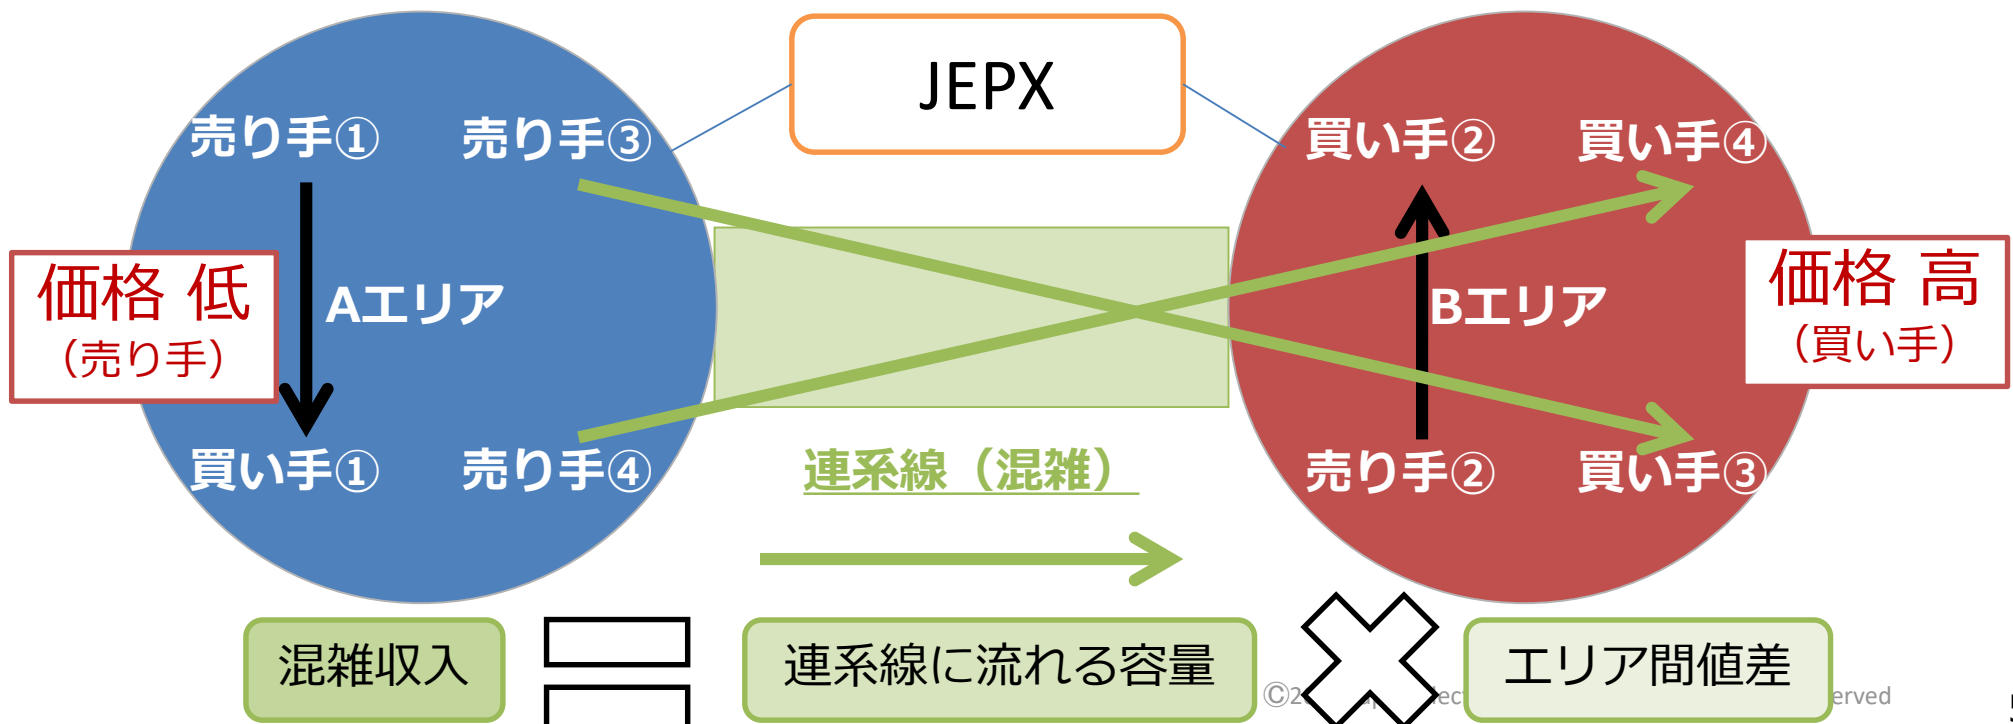 JEPX
売り手①
売り手③
買い手②
買い手④
価格 低
（売り手）
Aエリア
Bエリア
価格 高
（買い手）
買い手①
売り手④
連系線（混雑）
売り手②
買い手③
混雑収入
連系線に流れる容量
エリア間値差